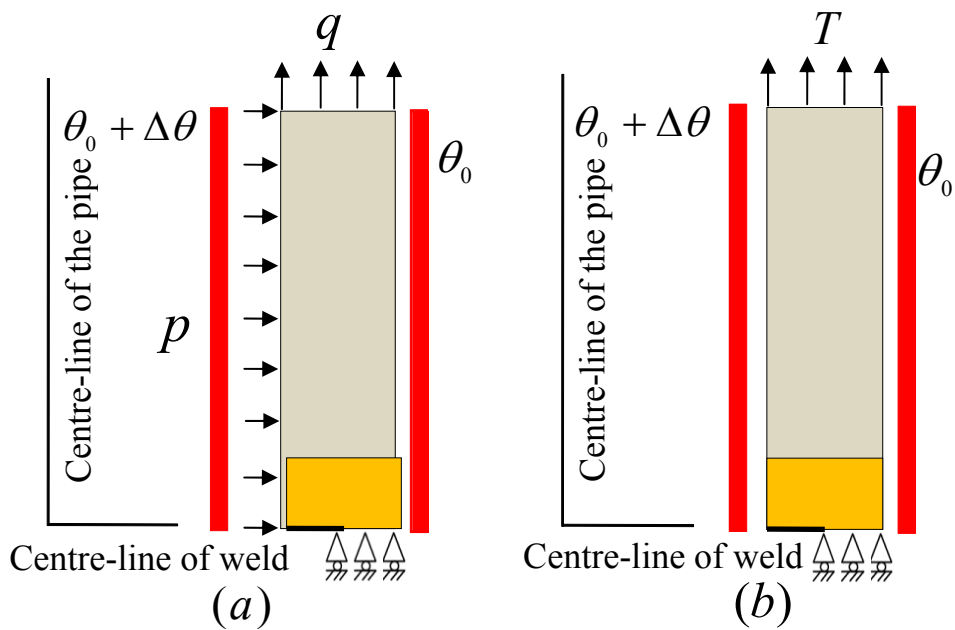 q
θ₀ + Δθ
θ₀
Centre-line of the pipe
p
Centre-line of weld
(a)
T
θ₀ + Δθ
θ₀
Centre-line of the pipe
Centre-line of weld
(b)